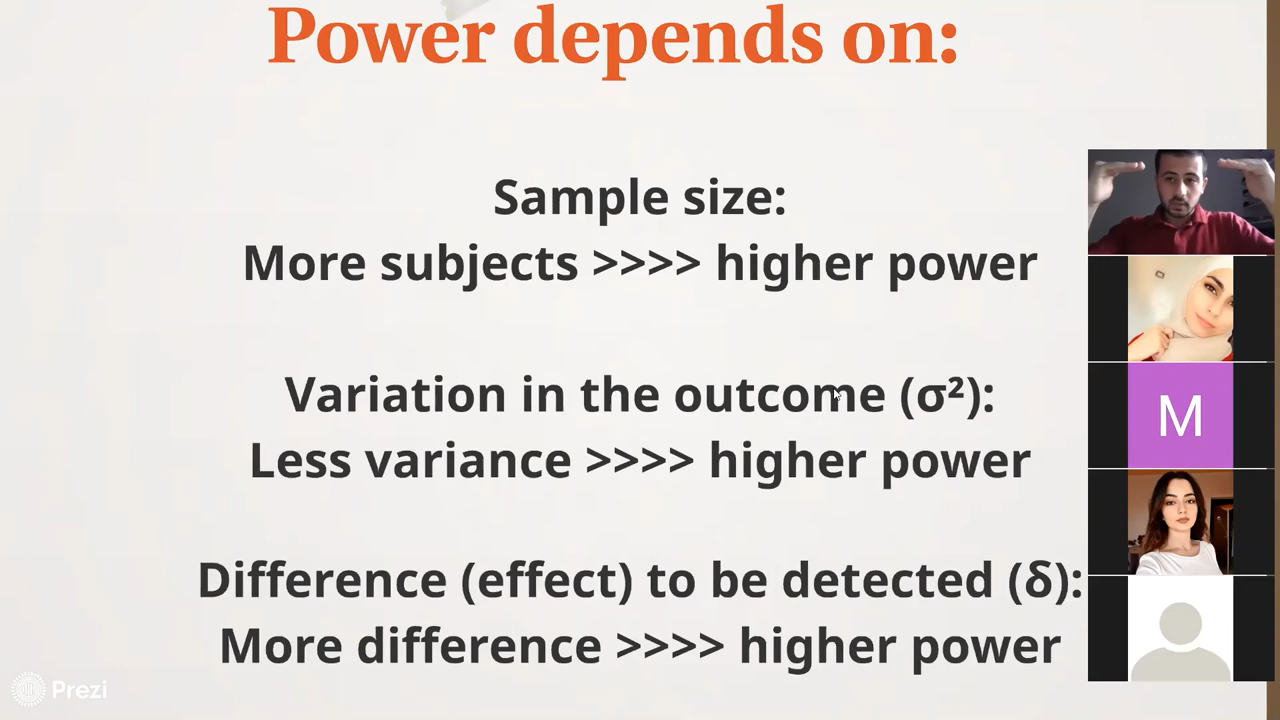 Power depends on:
Sample size:
More subjects >>>> higher power
Variation in the outcome (σ²):
Less variance >>>> higher power
Difference (effect) to be detected (δ):
More difference >>>> higher power
M
Prezi